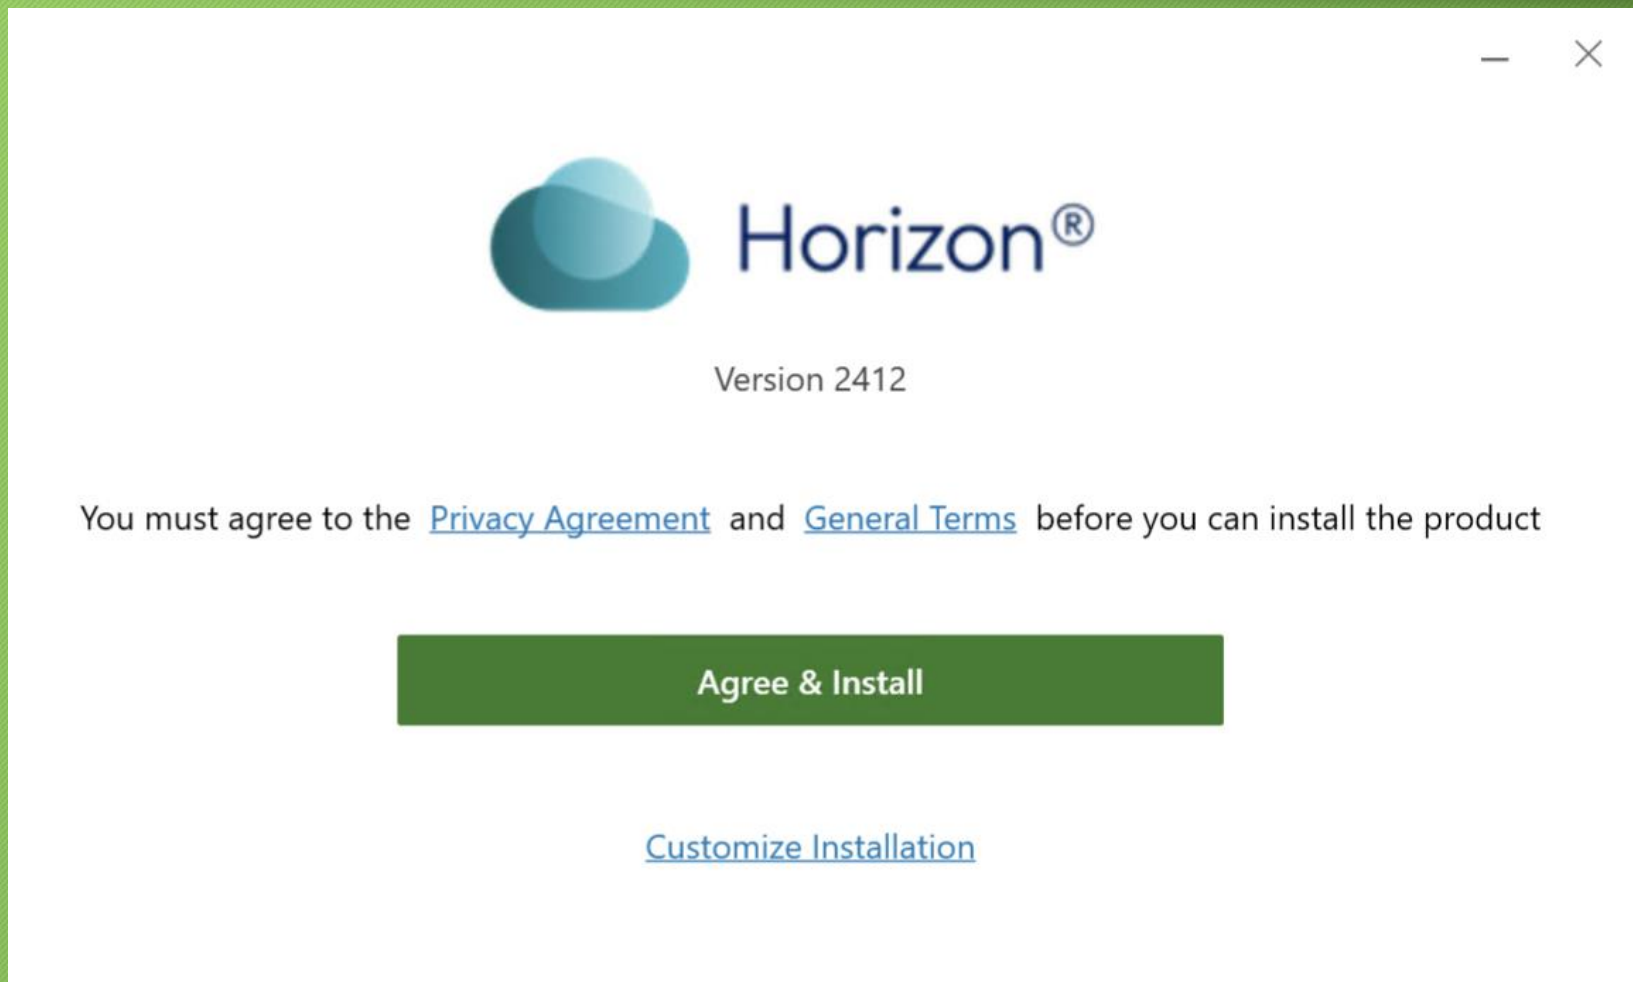 Horizon®
Version 2412
You must agree to the Privacy Agreement and General Terms before you can install the product
Agree & Install
Customize Installation